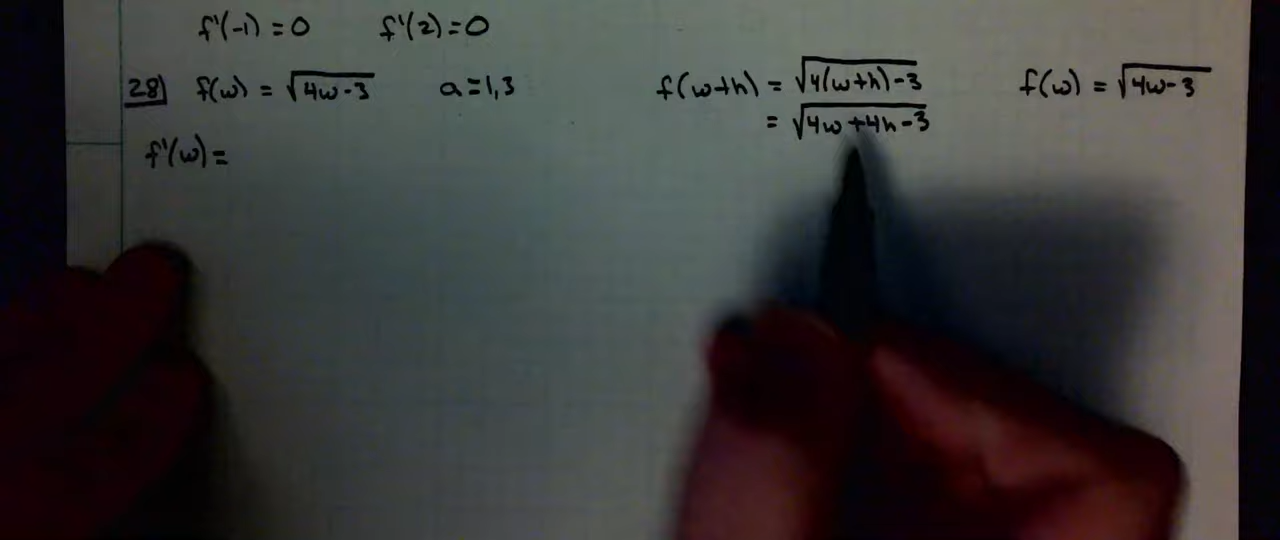 f'(-1) = 0 f'(2) = 0
28) f(w) = √(4w-3) a = 1, 3 f(w+h) = √(4(w+h)-3) f(w) = √(4w-3)
= √(4w+4h-3)
f'(w) =